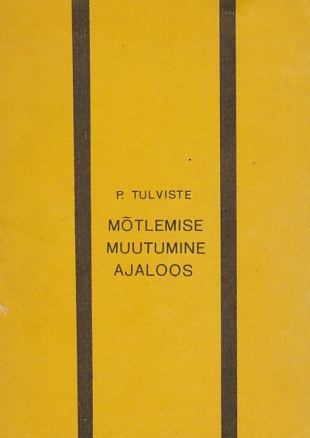 P. TULVISTE
MÕTLEMISE
MUUTUMINE
AJALOOS